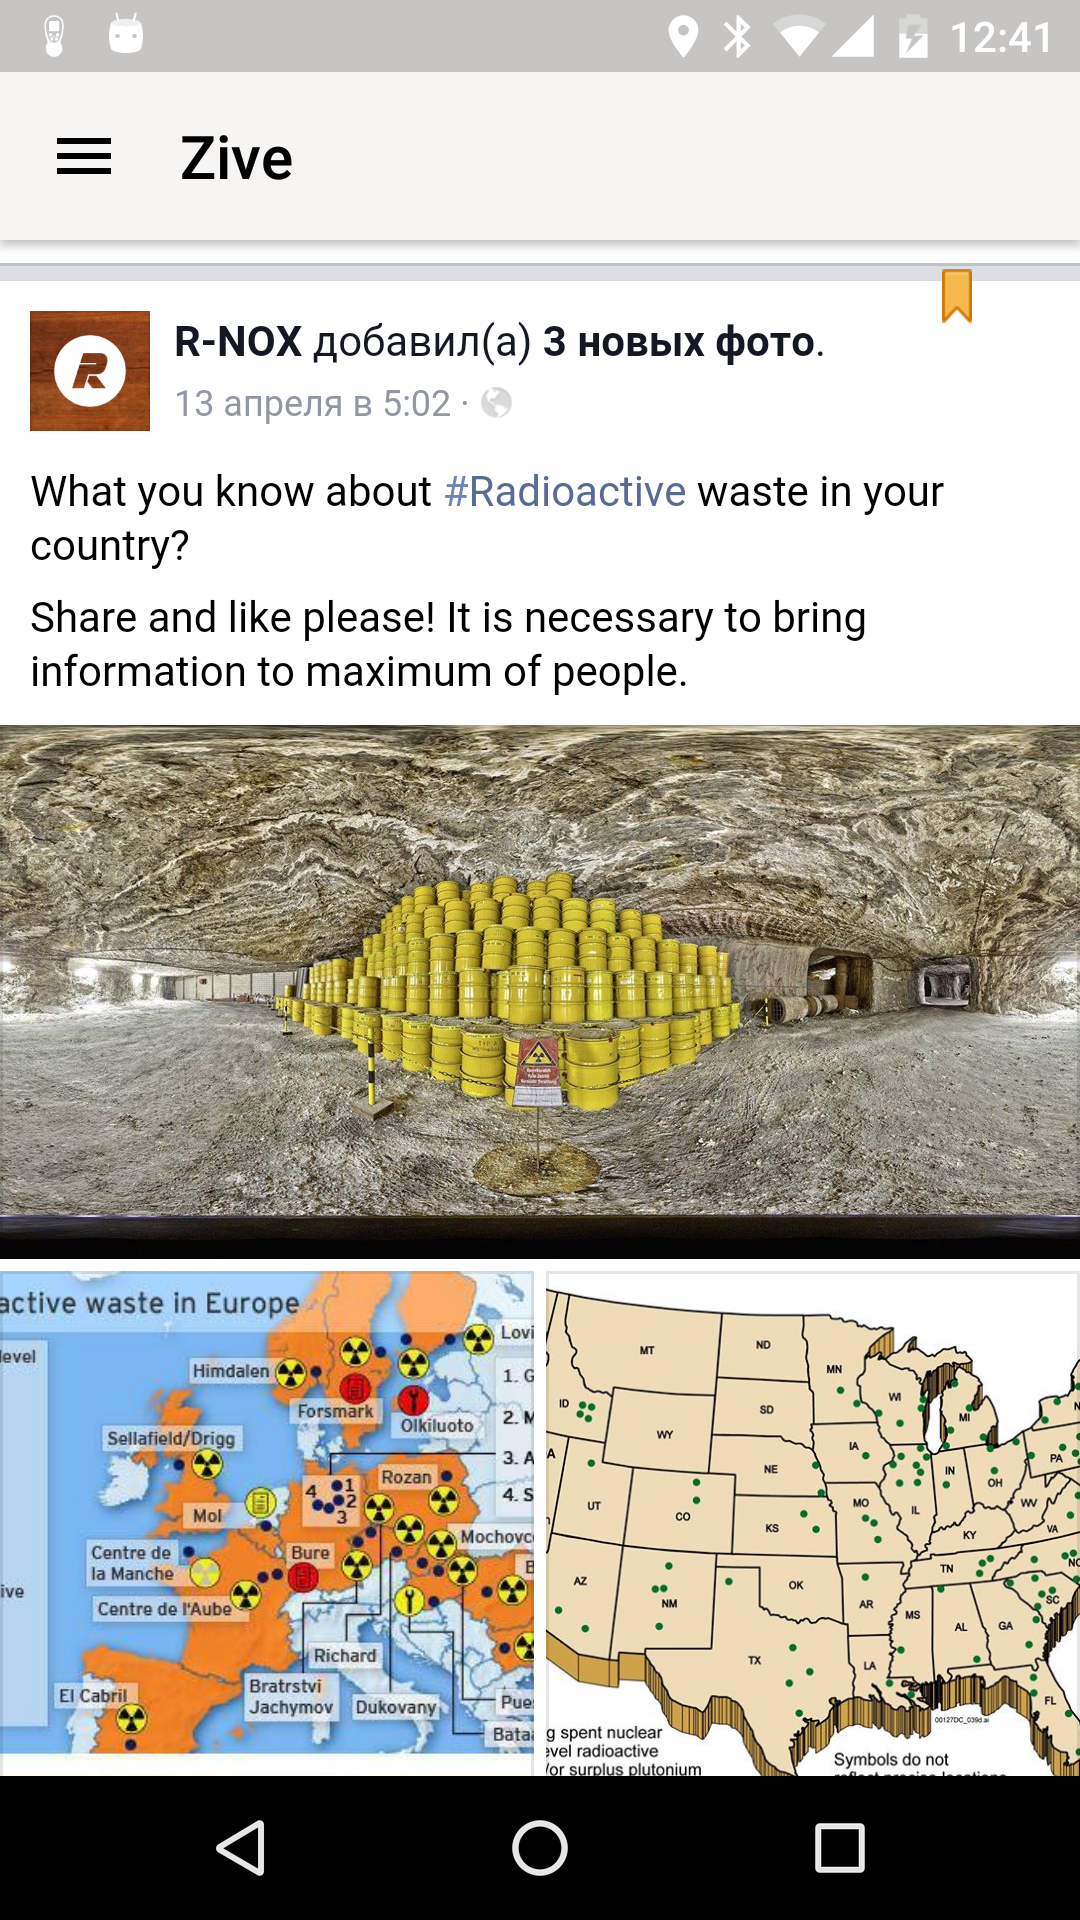 12:41
Zive
R
R-NOX добавил(а) 3 новых фото.
13 апреля в 5:02 ·
What you know about #Radioactive waste in your
country?
Share and like please! It is necessary to bring
information to maximum of people.
active waste in Europe
level
Himdalen
Lovi
1. G
Forsmark
Olkiluoto
2. M
Sellafield/Drigg
3. A
Rozan
4. S
4
1
2
3
Mol
Mochovc
Centre de
la Manche
Bure
ive
Centre de l'Aube
Richard
El Cabril
Bratrstvi
Jachymov
Dukovany
Pue
Bataa
MT
ND
MN
ID
WI
SD
MI
WY
IA
NE
PA
IN
OH
UT
CO
MO
IL
WV
KS
KY
VA
TN
NC
AZ
NM
OK
AR
SC
MS
AL
GA
TX
LA
FL
00127DC_039d.ai
g spent nuclear
evel radioactive
/or surplus plutonium
Symbols do not
reflect precise locations